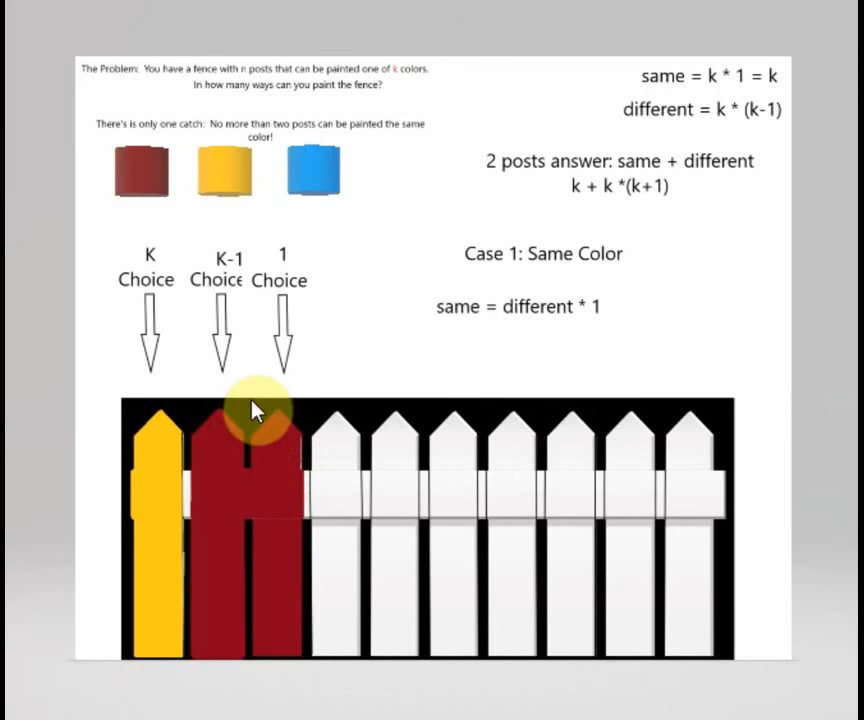 The Problem: You have a fence with n posts that can be painted one of k colors.
In how many ways can you paint the fence?
There's is only one catch: No more than two posts can be painted the same
color!
same = k * 1 = k
different = k * (k-1)
2 posts answer: same + different
k + k *(k+1)
K
Choice
K-1
Choice
1
Choice
Case 1: Same Color
same = different * 1